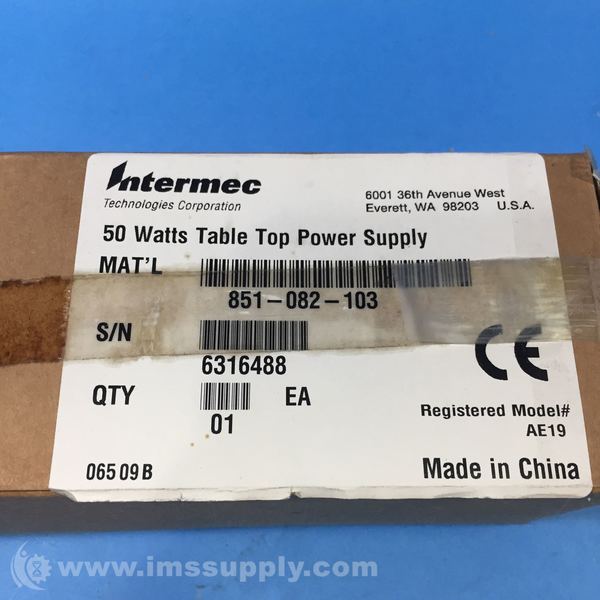 Intermec
Technologies Corporation
6001 36th Avenue West
Everett, WA 98203 U.S.A.
50 Watts Table Top Power Supply
MAT'L
851-082-103
S/N
6316488
QTY
EA
01
Registered Model#
AE19
06509B
Made in China
www.imssupply.com